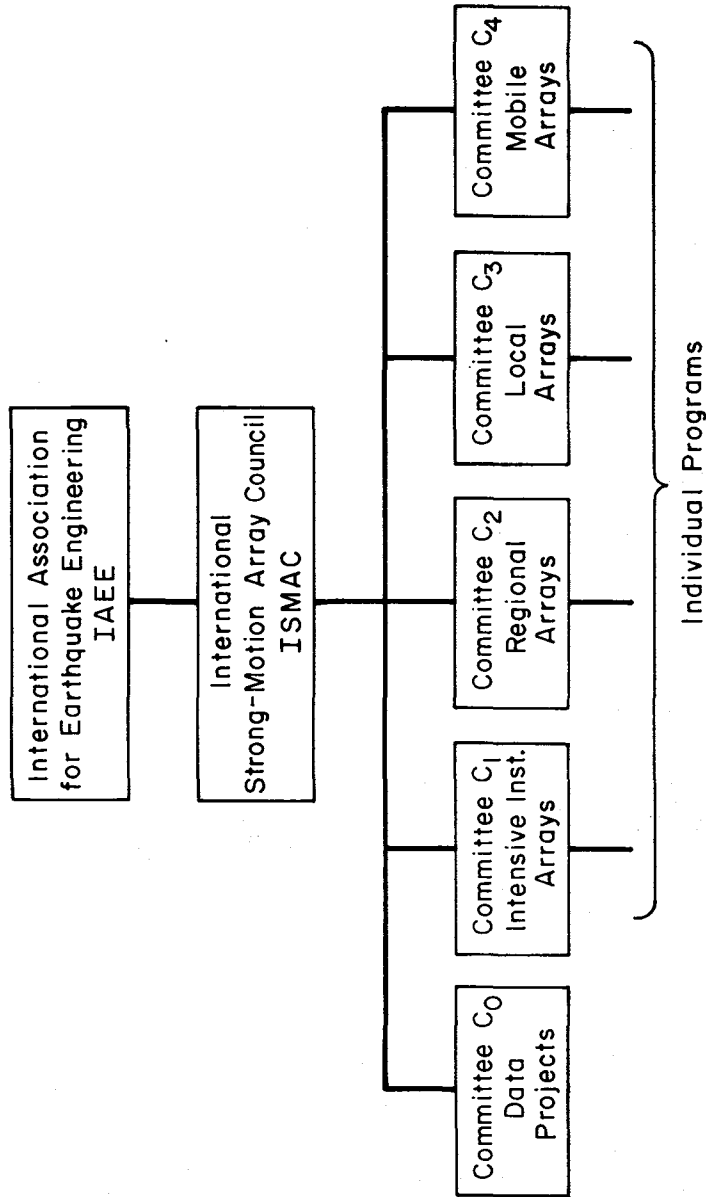 International Association
for Earthquake Engineering
IAEE
International
Strong-Motion Array Council
ISMAC
Committee C0
Data
Projects
Committee C1
Intensive Inst.
Arrays
Committee C2
Regional
Arrays
Committee C3
Local
Arrays
Committee C4
Mobile
Arrays
Individual Programs